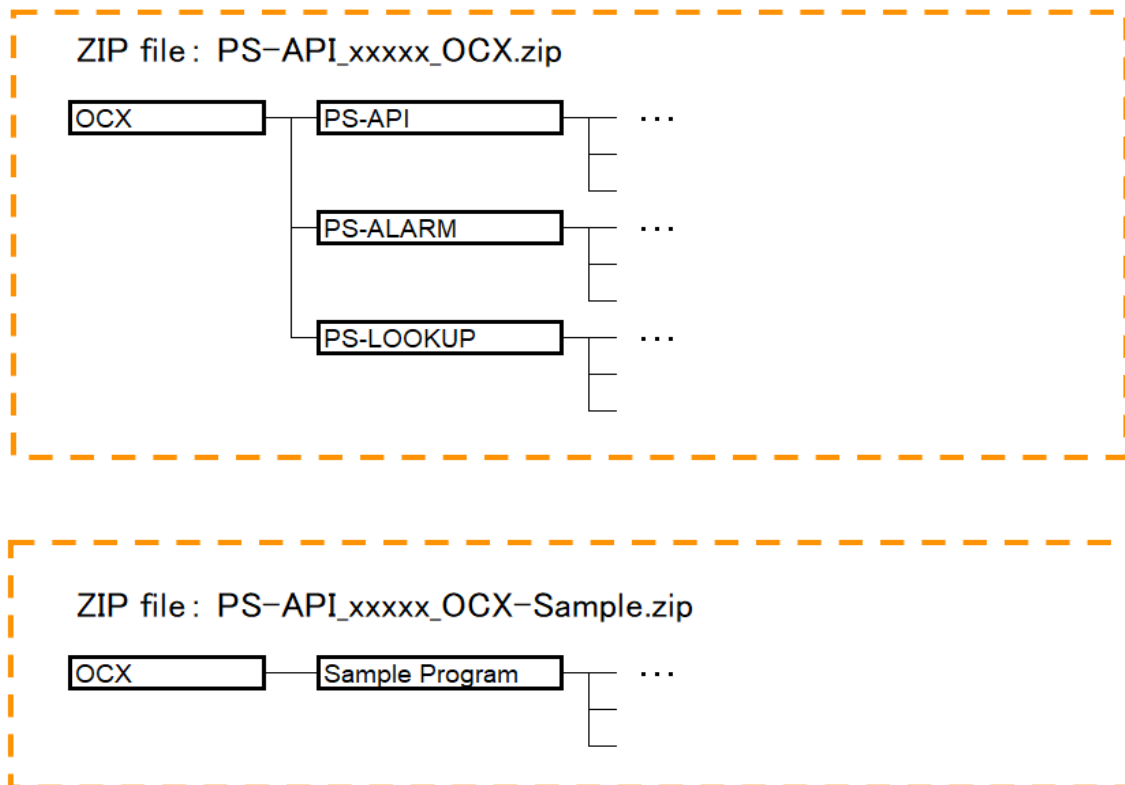 ZIP file: PS-API_xxxxx_OCX.zip
OCX
PS-API
...
PS-ALARM
...
PS-LOOKUP
...
ZIP file: PS-API_xxxxx_OCX-Sample.zip
OCX
Sample Program
...